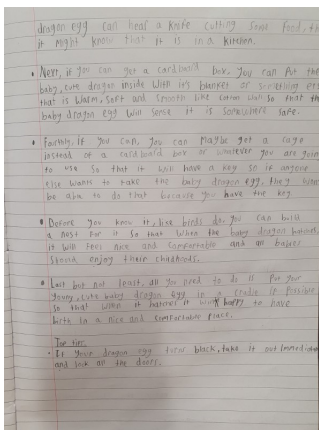 dragon egg can hear a knife cutting some food, th
it might know that it is in a kitchen.
• Next, if you can get a cardboard box, you can put the
baby, cute dragon inside with it's blanket or something els
that is warm, soft and smooth like cotton wool so that the
baby dragon egg will sense it is somewhere safe.
• Forthly, if you can, you can maybe get a cage
instead of a cardboard box or whatever you are goin
to use so that it will have a key so if anyone
else wants to take the baby dragon egg, they won
be able to do that because you have the key.
• Before you know it, like birds do, you can build
a nest for it so that when the baby dragon hatches,
it will feel nice and comfortable and all babies
should enjoy their childhoods.
• Last but not least, all you need to do is put your
young, cute baby dragon egg in a cradle if possible
so that when it hatches it will happy to have
birth in a nice and comfortable place.
Top tips
• If your dragon egg turns black, take it out immediate
and lock all the doors.